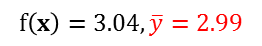 f(x) = 3.04, y̅ = 2.99